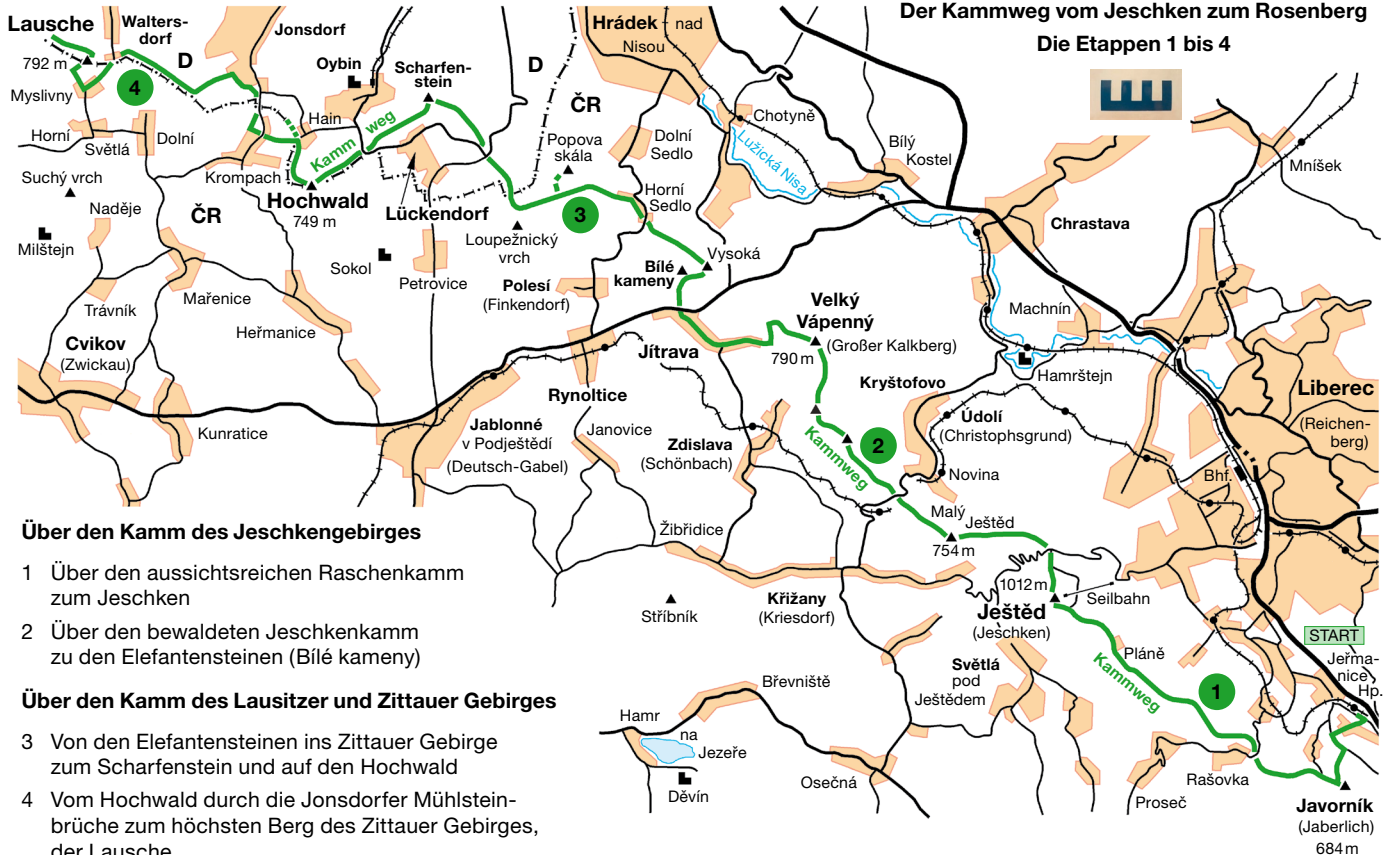 Der Kammweg vom Jeschken zum Rosenberg
Die Etappen 1 bis 4
Lausche
792 m
Walters-
dorf
D
Jonsdorf
Oybin
Scharfen-
stein
D
ČR
Hrádek
nad
Nisou
4
Myslivny
Horní
Světlá
Dolní
Hain
Kamm
weg
Popova
skála
Dolní
Sedlo
Chotyně
Lužická Nisa
Bílý
Kostel
Mníšek
Suchý vrch
Naděje
ČR
Krompach
Hochwald
749 m
Lückendorf
3
Horní
Sedlo
Chrastava
Milštejn
Sokol
Petrovice
Loupežnický
vrch
Bílé
kameny
Vysoká
Trávník
Mařenice
Heřmanice
Polesí
(Finkendorf)
Velký
Vápenný
790 m
(Großer Kalkberg)
Machnín
Cvikov
(Zwickau)
Jítrava
Kryštofovo
Hamrštejn
Liberec
(Reichen-
berg)
Rynoltice
Kunratice
Jablonné
v Podještědí
(Deutsch-Gabel)
Janovice
Zdislava
(Schönbach)
Kammweg
2
Údolí
(Christophsgrund)
Novina
Bhf.
Malý
Ještěd
754 m
Žibřidice
Über den Kamm des Jeschkengebirges
1 Über den aussichtsreichen Raschenkamm
zum Jeschken
2 Über den bewaldeten Jeschkenkamm
zu den Elefantensteinen (Bílé kameny)
Über den Kamm des Lausitzer und Zittauer Gebirges
3 Von den Elefantensteinen ins Zittauer Gebirge
zum Scharfenstein und auf den Hochwald
4 Vom Hochwald durch die Jonsdorfer Mühlstein-
brüche zum höchsten Berg des Zittauer Gebirges,
der Lausche
Stříbník
Křižany
(Kriesdorf)
1012 m
Ještěd
(Jeschken)
Seilbahn
START
Jeřma-
nice
Hp.
Pláně
Kammweg
1
Světlá
pod
Ještědem
Břevniště
Hamr
na
Jezeře
Děvín
Osečná
Proseč
Rašovka
Javorník
(Jaberlich)
684 m